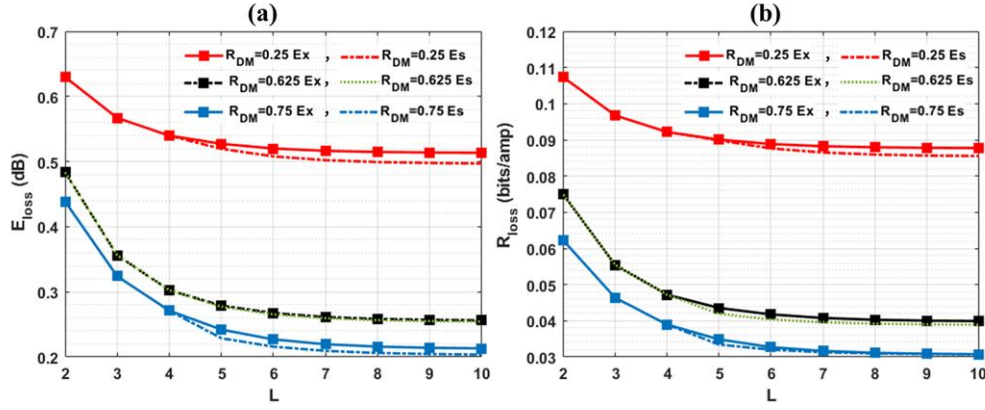 (a)
0.7
0.6
0.5
0.4
0.3
0.2
E_loss (dB)
R_DM=0.25 Ex , R_DM=0.25 Es
R_DM=0.625 Ex , R_DM=0.625 Es
R_DM=0.75 Ex , R_DM=0.75 Es
2 3 4 5 6 7 8 9 10
L
(b)
0.12
0.11
0.1
0.09
0.08
0.07
0.06
0.05
0.04
0.03
R_loss (bits/amp)
R_DM=0.25 Ex , R_DM=0.25 Es
R_DM=0.625 Ex , R_DM=0.625 Es
R_DM=0.75 Ex , R_DM=0.75 Es
2 3 4 5 6 7 8 9 10
L